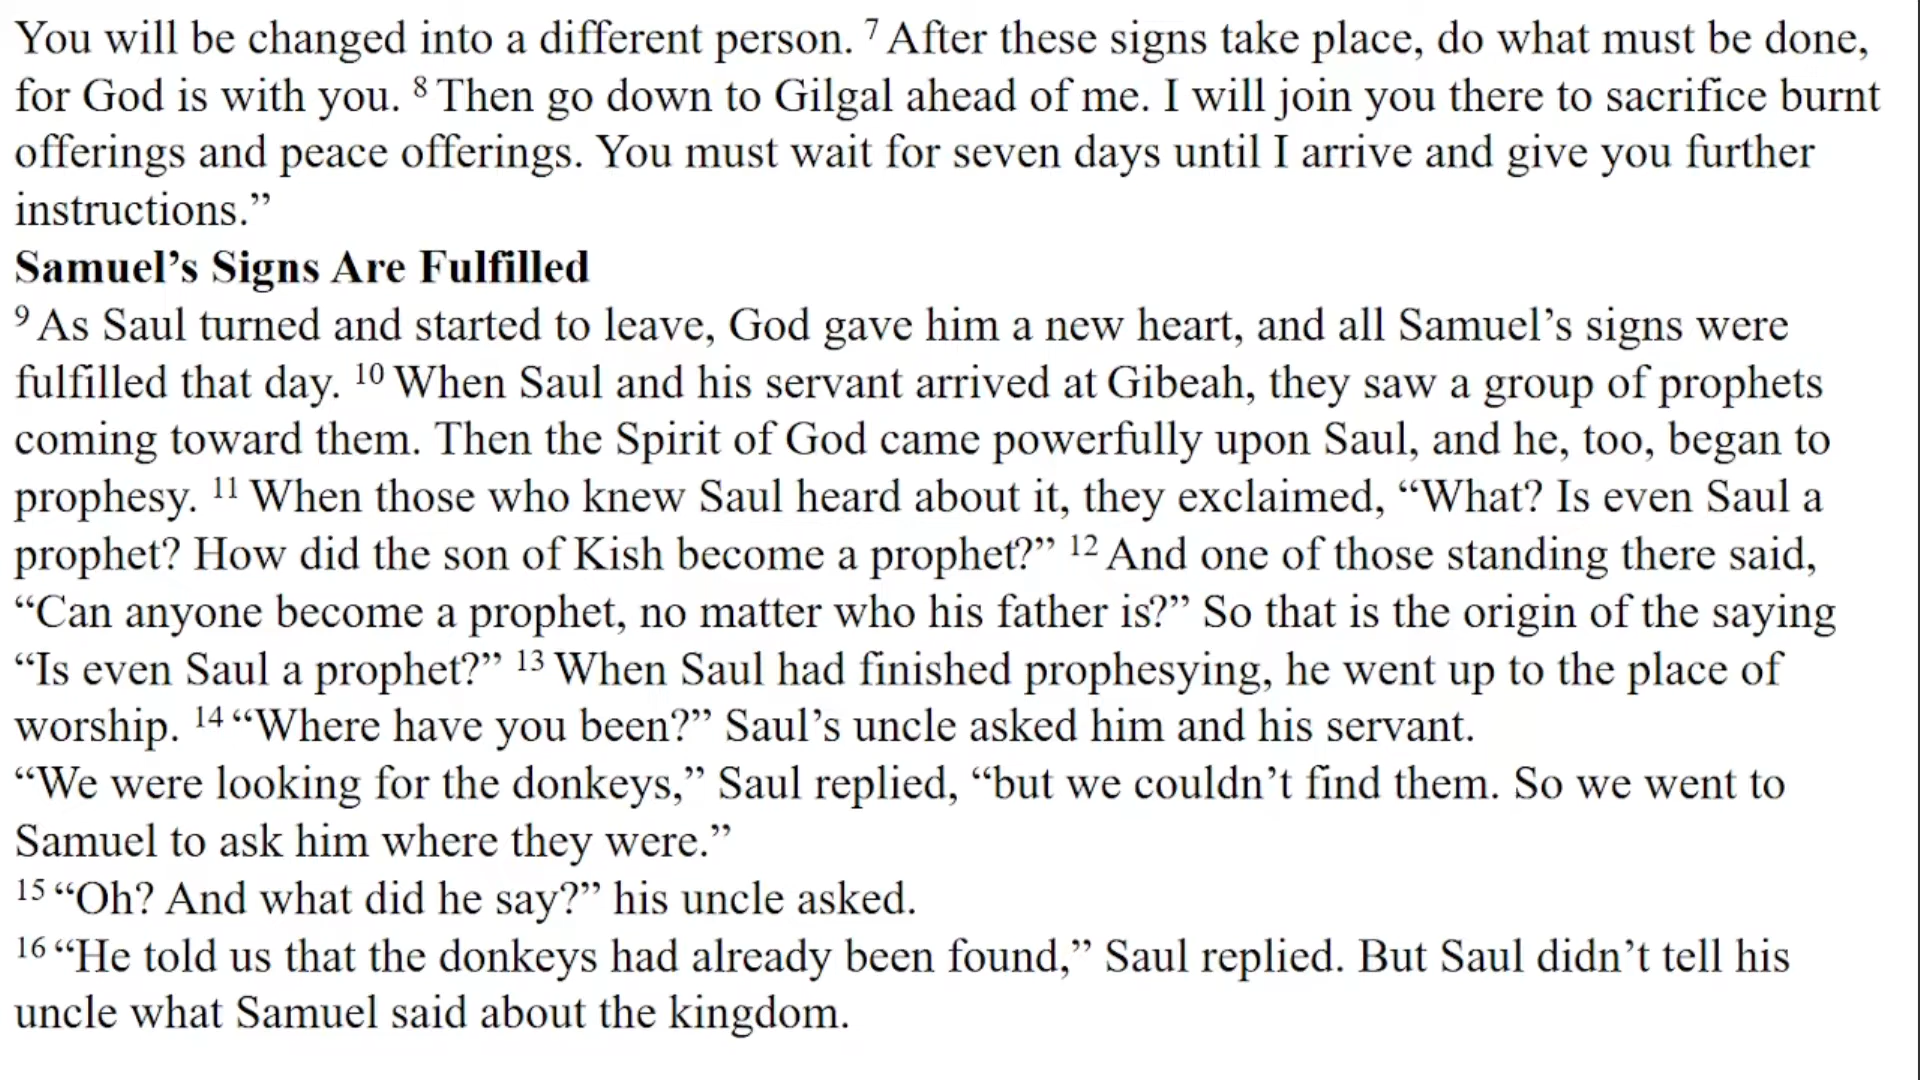 You will be changed into a different person. 7 After these signs take place, do what must be done,
for God is with you. 8 Then go down to Gilgal ahead of me. I will join you there to sacrifice burnt
offerings and peace offerings. You must wait for seven days until I arrive and give you further
instructions.”
Samuel’s Signs Are Fulfilled
9 As Saul turned and started to leave, God gave him a new heart, and all Samuel’s signs were
fulfilled that day. 10 When Saul and his servant arrived at Gibeah, they saw a group of prophets
coming toward them. Then the Spirit of God came powerfully upon Saul, and he, too, began to
prophesy. 11 When those who knew Saul heard about it, they exclaimed, “What? Is even Saul a
prophet? How did the son of Kish become a prophet?” 12 And one of those standing there said,
“Can anyone become a prophet, no matter who his father is?” So that is the origin of the saying
“Is even Saul a prophet?” 13 When Saul had finished prophesying, he went up to the place of
worship. 14 “Where have you been?” Saul’s uncle asked him and his servant.
“We were looking for the donkeys,” Saul replied, “but we couldn’t find them. So we went to
Samuel to ask him where they were.”
15 “Oh? And what did he say?” his uncle asked.
16 “He told us that the donkeys had already been found,” Saul replied. But Saul didn’t tell his
uncle what Samuel said about the kingdom.